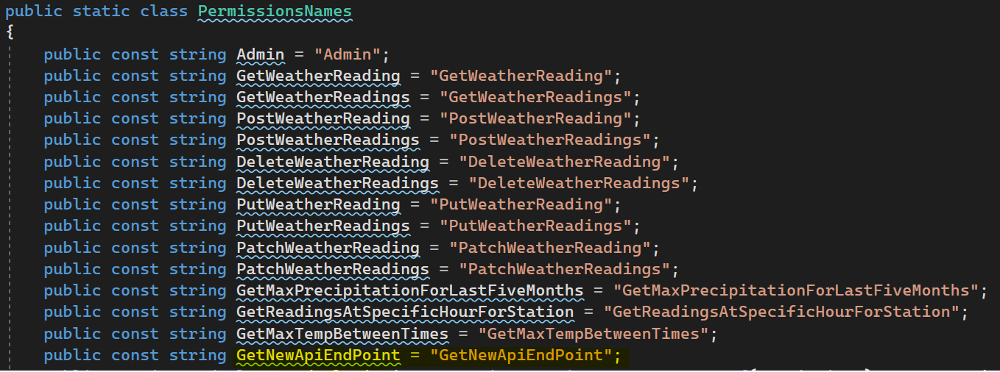 public static class PermissionsNames
{
public const string Admin = "Admin";
public const string GetWeatherReading = "GetWeatherReading";
public const string GetWeatherReadings = "GetWeatherReadings";
public const string PostWeatherReading = "PostWeatherReading";
public const string PostWeatherReadings = "PostWeatherReadings";
public const string DeleteWeatherReading = "DeleteWeatherReading";
public const string DeleteWeatherReadings = "DeleteWeatherReadings";
public const string PutWeatherReading = "PutWeatherReading";
public const string PutWeatherReadings = "PutWeatherReadings";
public const string PatchWeatherReading = "PatchWeatherReading";
public const string PatchWeatherReadings = "PatchWeatherReadings";
public const string GetMaxPrecipitationForLastFiveMonths = "GetMaxPrecipitationForLastFiveMonths";
public const string GetReadingsAtSpecificHourForStation = "GetReadingsAtSpecificHourForStation";
public const string GetMaxTempBetweenTimes = "GetMaxTempBetweenTimes";
public const string GetNewApiEndPoint = "GetNewApiEndPoint";